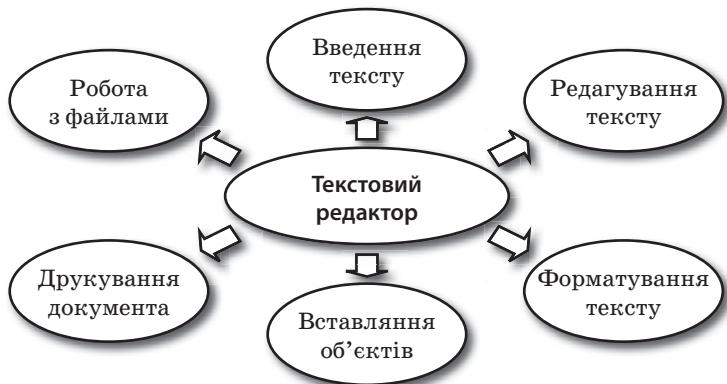 Введення
тексту
Робота
з файлами
Редагування
тексту
Текстовий
редактор
Друкування
документа
Форматування
тексту
Вставляння
об’єктів